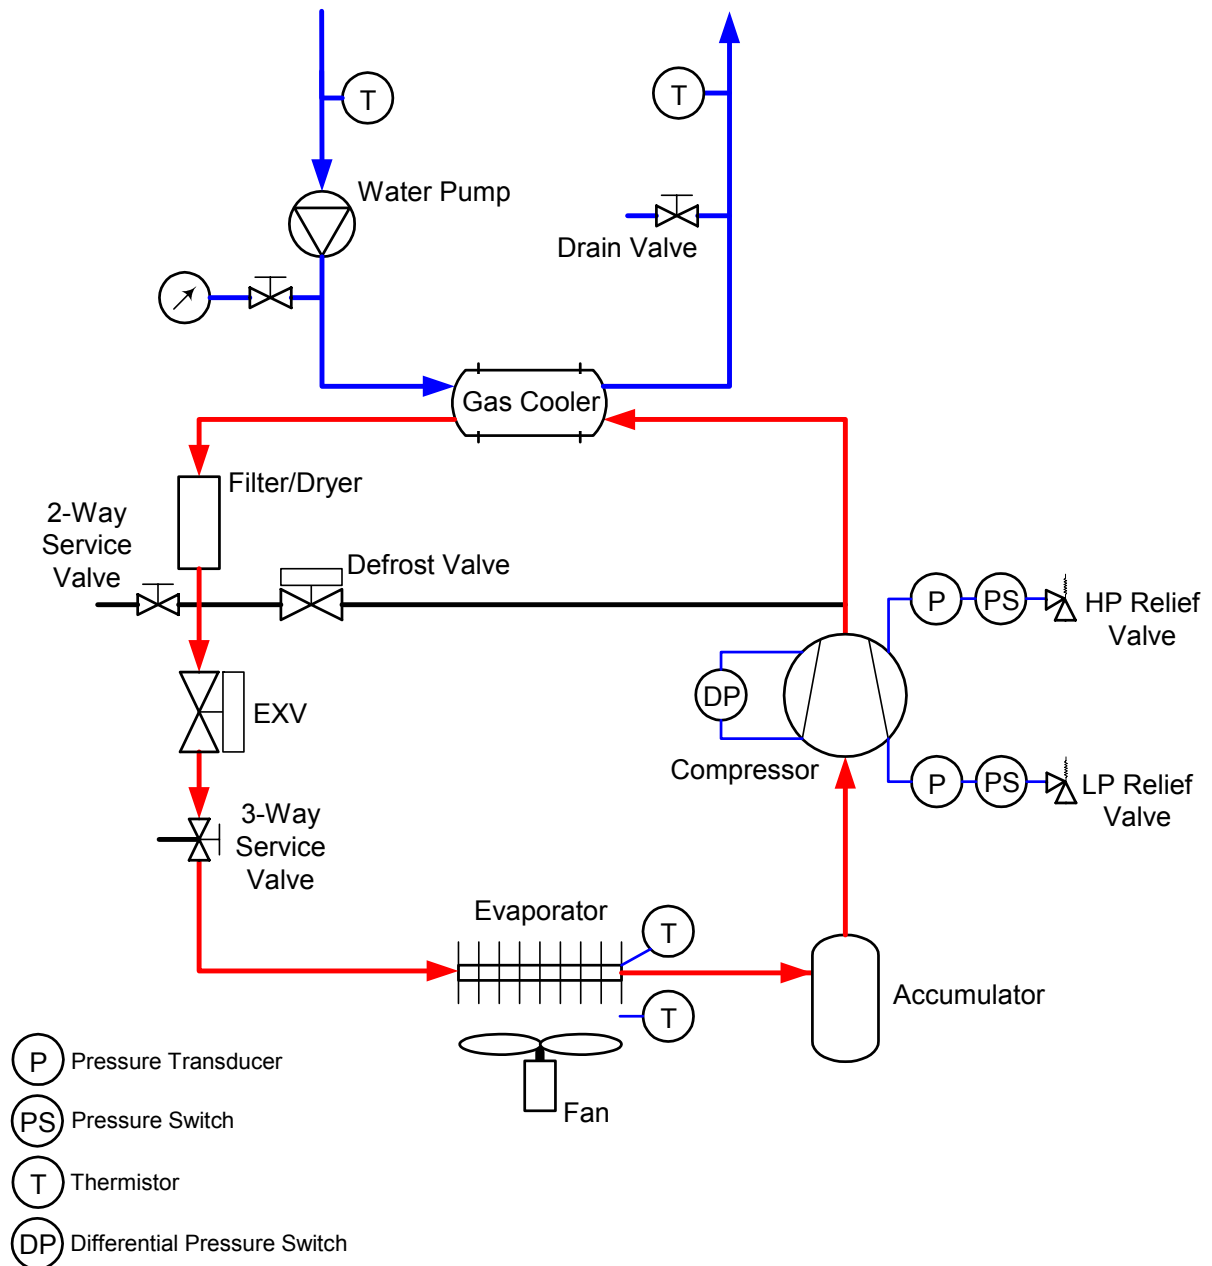 T
T
Water Pump
Drain Valve
Gas Cooler
Filter/Dryer
2-Way
Service
Valve
Defrost Valve
P
PS
HP Relief
Valve
DP
EXV
Compressor
P
PS
LP Relief
Valve
3-Way
Service
Valve
Evaporator
T
Accumulator
T
Fan
P Pressure Transducer
PS Pressure Switch
T Thermistor
DP Differential Pressure Switch